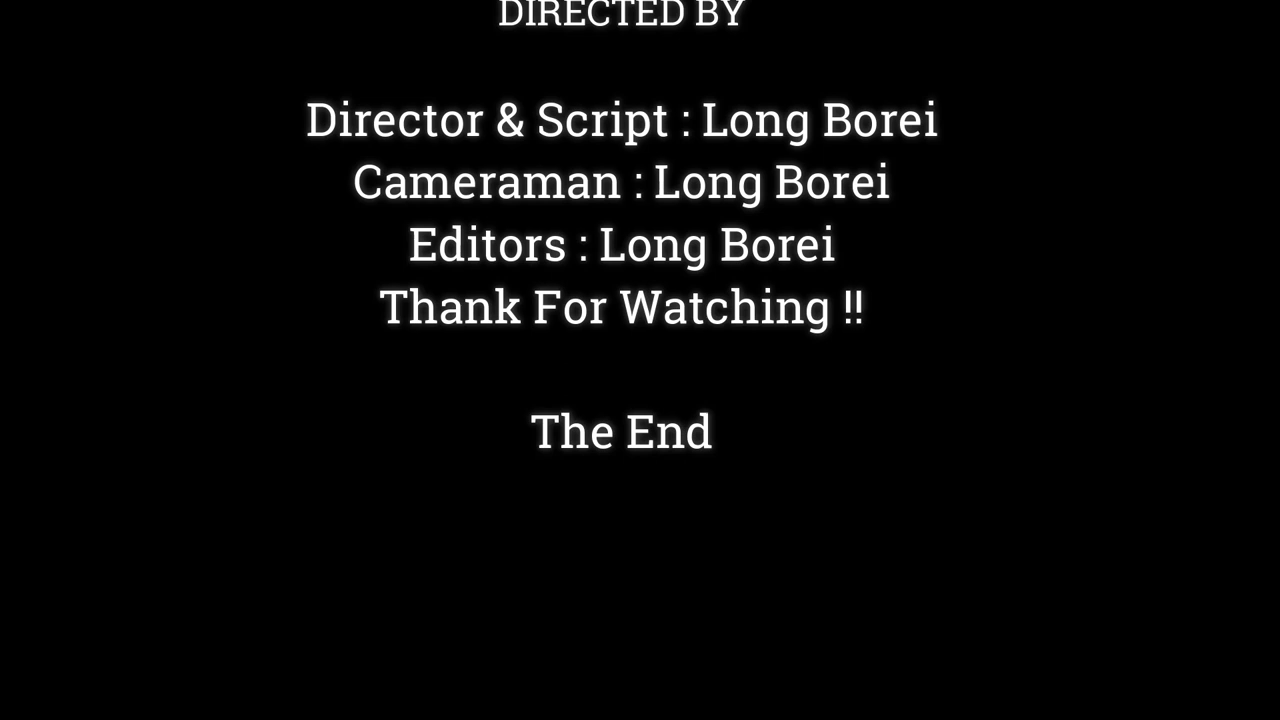 DIRECTED BY
Director & Script : Long Borei
Cameraman : Long Borei
Editors : Long Borei
Thank For Watching !!
The End